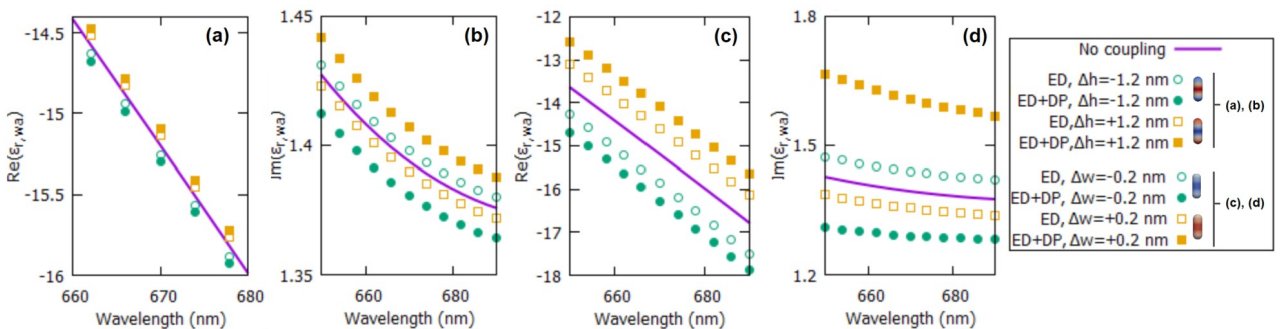 -14.5
-15
-15.5
-16
660
670
680
Re(εr,wa)
Wavelength (nm)
(a)
1.45
1.4
1.35
660
680
Im(εr,wa)
Wavelength (nm)
(b)
-12
-13
-14
-15
-16
-17
-18
660
680
Re(εr,wa)
Wavelength (nm)
(c)
1.8
1.5
1.2
660
680
Im(εr,wa)
Wavelength (nm)
(d)
No coupling
ED, Δh=-1.2 nm
ED+DP, Δh=-1.2 nm
ED,Δh=+1.2 nm
ED+DP,Δh=+1.2 nm
(a), (b)
ED, Δw=-0.2 nm
ED+DP, Δw=-0.2 nm
ED, Δw=+0.2 nm
ED+DP, Δw=+0.2 nm
(c), (d)